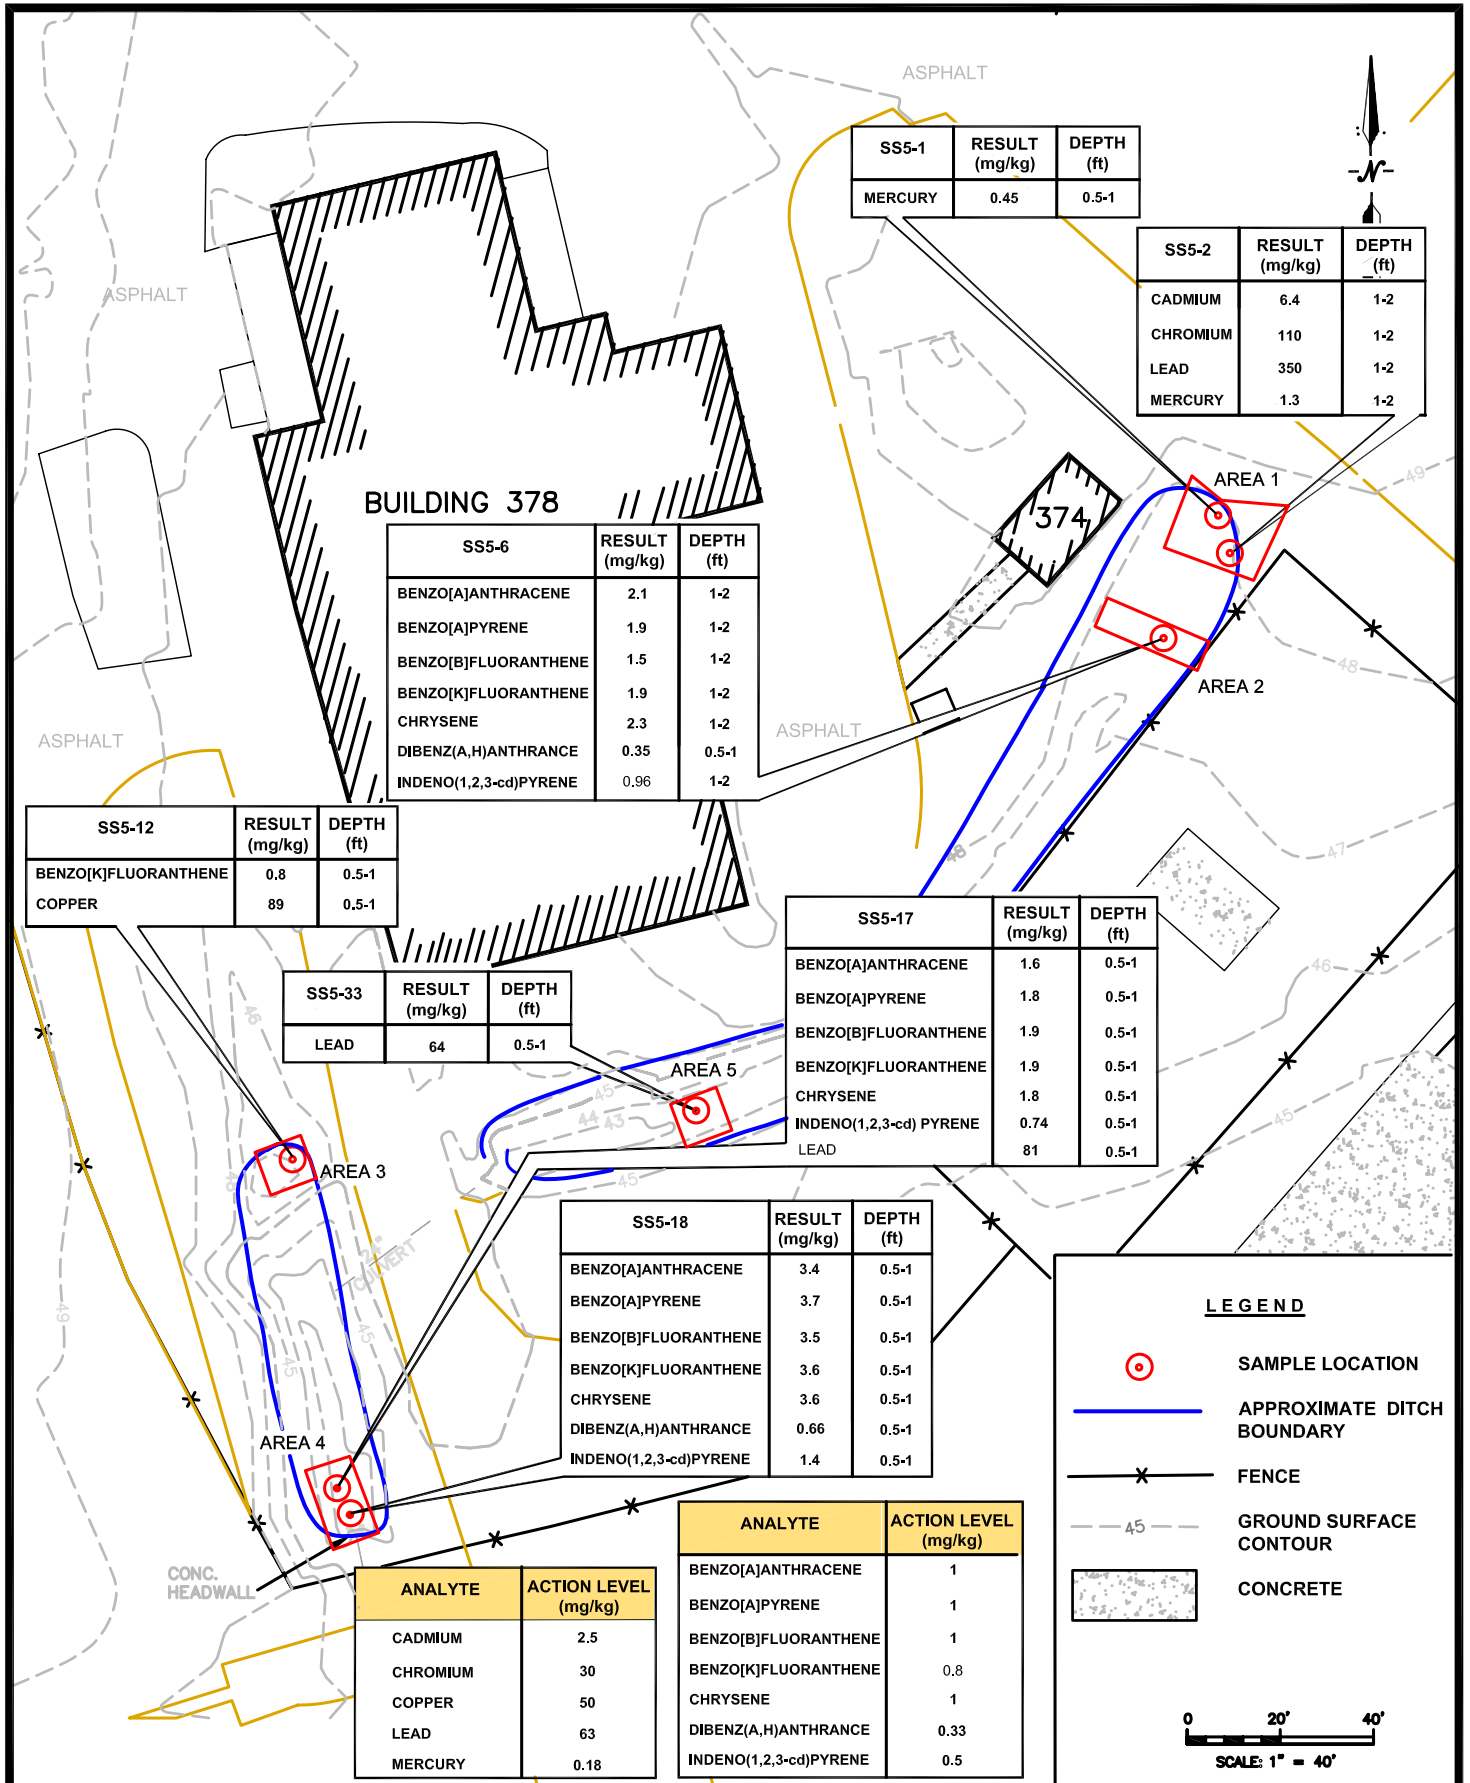 ASPHALT
SS5-1 RESULT (mg/kg) DEPTH (ft)
MERCURY 0.45 0.5-1
N
SS5-2 RESULT (mg/kg) DEPTH (ft)
CADMIUM 6.4 1-2
CHROMIUM 110 1-2
LEAD 350 1-2
MERCURY 1.3 1-2
ASPHALT
AREA 1
49
BUILDING 378
374
SS5-6 RESULT (mg/kg) DEPTH (ft)
BENZO[A]ANTHRACENE 2.1 1-2
BENZO[A]PYRENE 1.9 1-2
BENZO[B]FLUORANTHENE 1.5 1-2
BENZO[K]FLUORANTHENE 1.9 1-2
CHRYSENE 2.3 1-2
DIBENZ(A,H)ANTHRANCE 0.35 0.5-1
INDENO(1,2,3-cd)PYRENE 0.96 1-2
48
AREA 2
ASPHALT
ASPHALT
SS5-12 RESULT (mg/kg) DEPTH (ft)
BENZO[K]FLUORANTHENE 0.8 0.5-1
COPPER 89 0.5-1
48
47
SS5-17 RESULT (mg/kg) DEPTH (ft)
BENZO[A]ANTHRACENE 1.6 0.5-1
BENZO[A]PYRENE 1.8 0.5-1
BENZO[B]FLUORANTHENE 1.9 0.5-1
BENZO[K]FLUORANTHENE 1.9 0.5-1
CHRYSENE 1.8 0.5-1
INDENO(1,2,3-cd) PYRENE 0.74 0.5-1
LEAD 81 0.5-1
46
SS5-33 RESULT (mg/kg) DEPTH (ft)
LEAD 64 0.5-1
46
AREA 5
45
44
43
45
45
AREA 3
46
24" CULVERT
SS5-18 RESULT (mg/kg) DEPTH (ft)
BENZO[A]ANTHRACENE 3.4 0.5-1
BENZO[A]PYRENE 3.7 0.5-1
BENZO[B]FLUORANTHENE 3.5 0.5-1
BENZO[K]FLUORANTHENE 3.6 0.5-1
CHRYSENE 3.6 0.5-1
DIBENZ(A,H)ANTHRANCE 0.66 0.5-1
INDENO(1,2,3-cd)PYRENE 1.4 0.5-1
49
45
45
AREA 4
CONC.
HEADWALL
ANALYTE ACTION LEVEL (mg/kg)
CADMIUM 2.5
CHROMIUM 30
COPPER 50
LEAD 63
MERCURY 0.18
ANALYTE ACTION LEVEL (mg/kg)
BENZO[A]ANTHRACENE 1
BENZO[A]PYRENE 1
BENZO[B]FLUORANTHENE 1
BENZO[K]FLUORANTHENE 0.8
CHRYSENE 1
DIBENZ(A,H)ANTHRANCE 0.33
INDENO(1,2,3-cd)PYRENE 0.5
LEGEND
SAMPLE LOCATION
APPROXIMATE DITCH
BOUNDARY
FENCE
45
GROUND SURFACE
CONTOUR
CONCRETE
0 20' 40'
SCALE: 1" = 40'